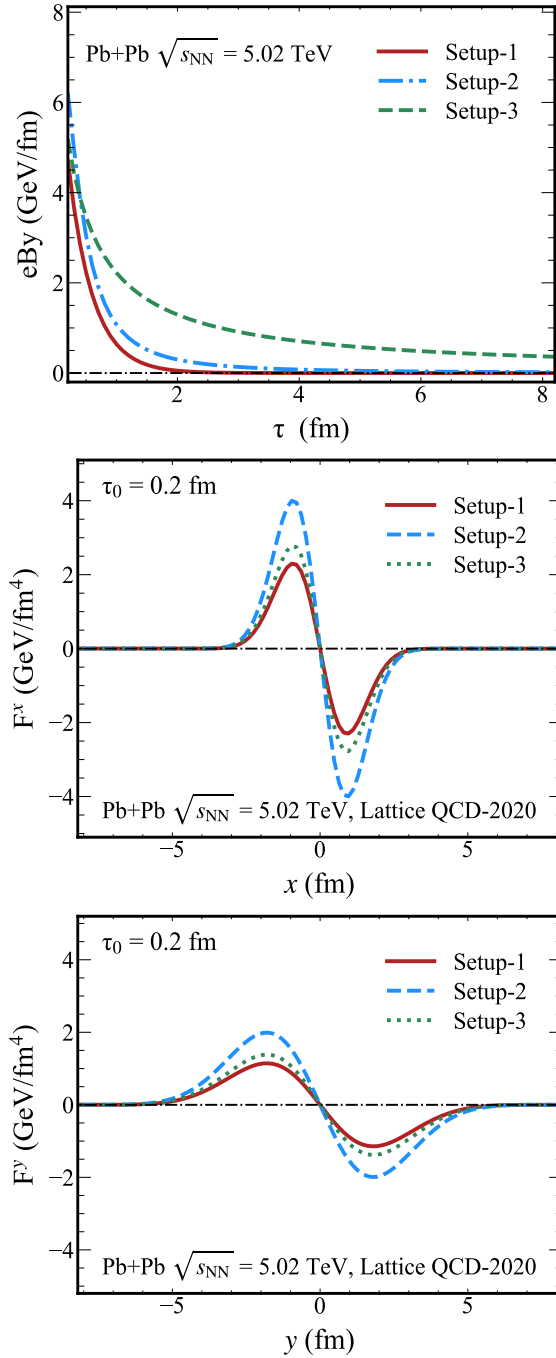 8
6
4
2
0
eBy (GeV/fm)
Pb+Pb √sNN = 5.02 TeV
Setup-1
Setup-2
Setup-3
2 4 6 8
τ (fm)
4
2
0
−2
−4
Fˣ (GeV/fm⁴)
τ₀ = 0.2 fm
Setup-1
Setup-2
Setup-3
Pb+Pb √sNN = 5.02 TeV, Lattice QCD-2020
−5 0 5
x (fm)
4
2
0
−2
−4
Fʸ (GeV/fm⁴)
τ₀ = 0.2 fm
Setup-1
Setup-2
Setup-3
Pb+Pb √sNN = 5.02 TeV, Lattice QCD-2020
−5 0 5
y (fm)